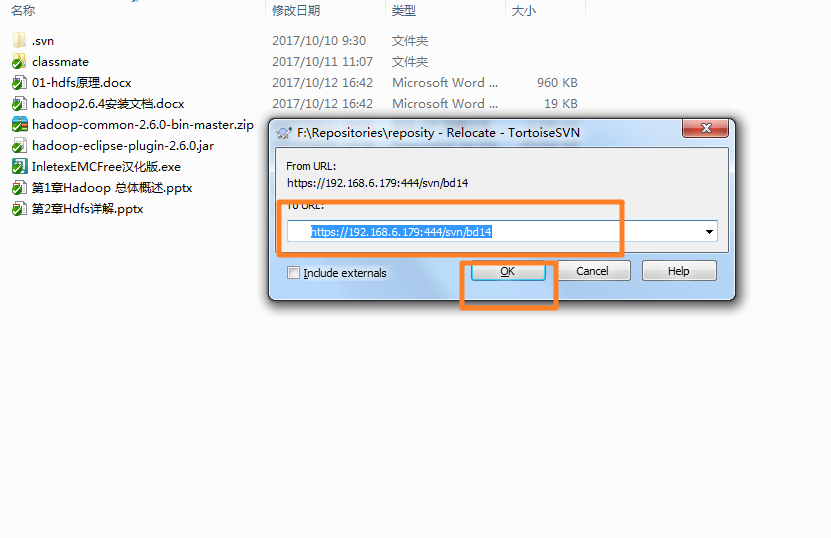 名称 修改日期 类型 大小
.svn 2017/10/10 9:30 文件夹
classmate 2017/10/11 11:07 文件夹
01-hdfs原理.docx 2017/10/12 16:42 Microsoft Word ... 960 KB
hadoop2.6.4安装文档.docx 2017/10/12 16:42 Microsoft Word ... 19 KB
hadoop-common-2.6.0-bin-master.zip
hadoop-eclipse-plugin-2.6.0.jar
InletexEMCFree汉化版.exe
第1章Hadoop 总体概述.pptx
第2章Hdfs详解.pptx
F:\Repositories\reposity - Relocate - TortoiseSVN
From URL:
https://192.168.6.179:444/svn/bd14
To URL:
https://192.168.6.179:444/svn/bd14
Include externals
OK Cancel Help